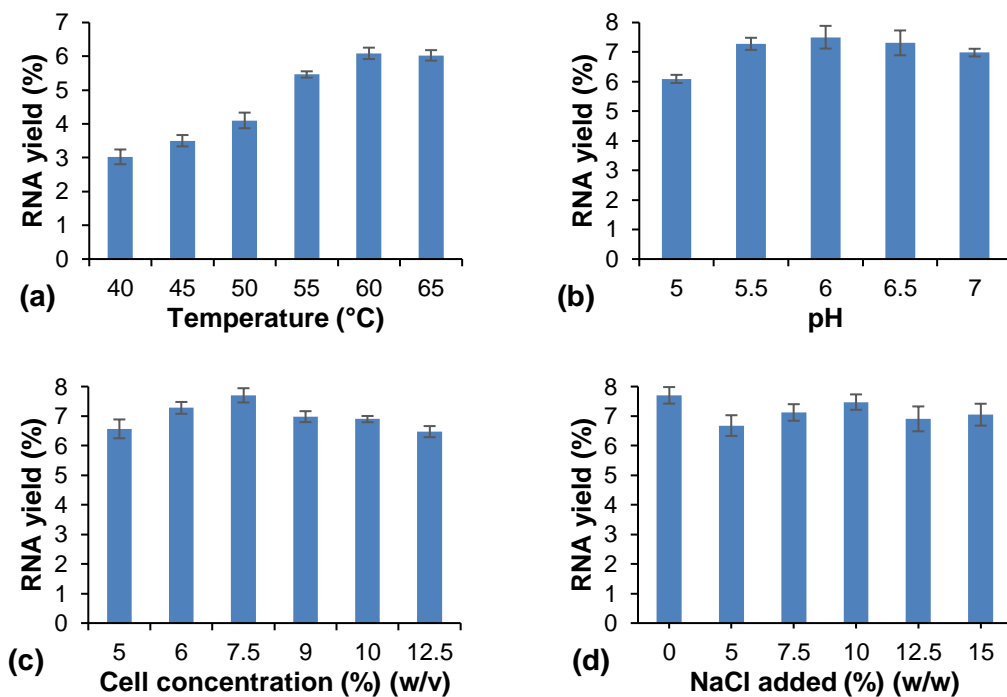 7
6
5
4
3
2
1
0
RNA yield (%)
40 45 50 55 60 65
Temperature (°C)
(a)
8
7
6
5
4
3
2
1
0
RNA yield (%)
5 5.5 6 6.5 7
pH
(b)
8
7
6
5
4
3
2
1
0
RNA yield (%)
5 6 7.5 9 10 12.5
Cell concentration (%) (w/v)
(c)
8
7
6
5
4
3
2
1
0
RNA yield (%)
0 5 7.5 10 12.5 15
NaCl added (%) (w/w)
(d)